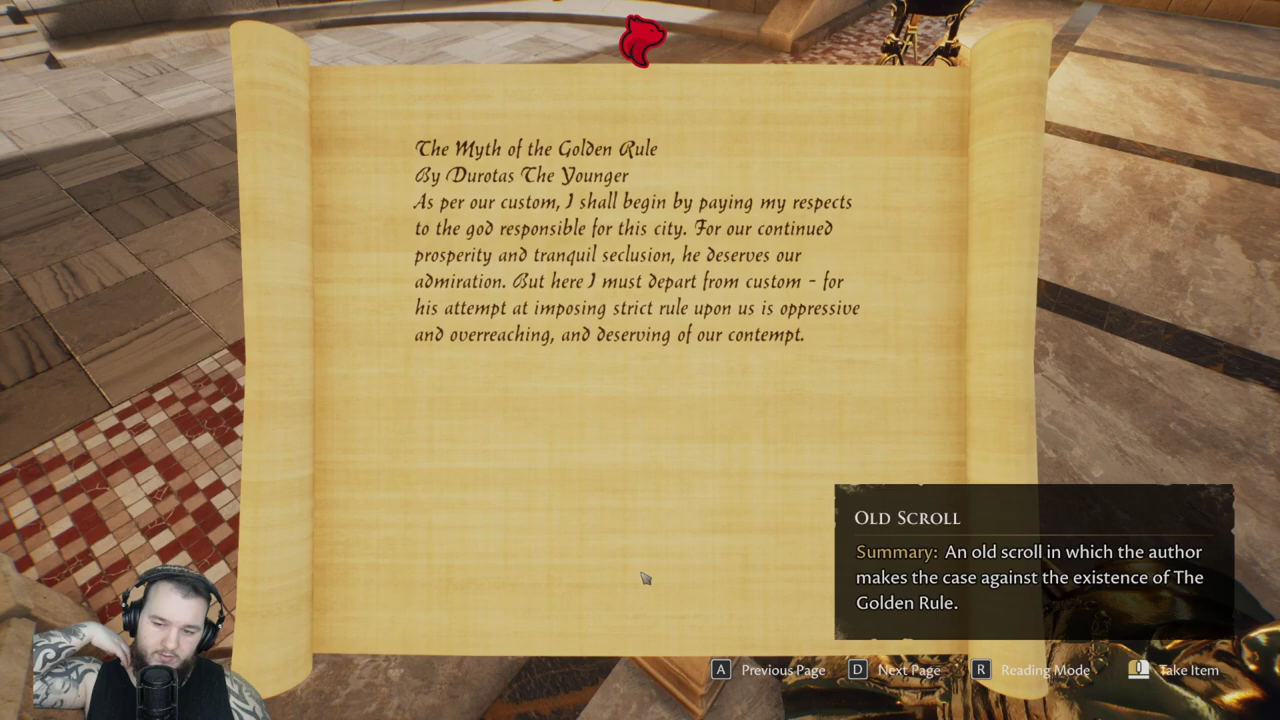 The Myth of the Golden Rule
By Durotas The Younger
As per our custom, I shall begin by paying my respects
to the god responsible for this city. For our continued
prosperity and tranquil seclusion, he deserves our
admiration. But here I must depart from custom - for
his attempt at imposing strict rule upon us is oppressive
and overreaching, and deserving of our contempt.
OLD SCROLL
Summary: An old scroll in which the author
makes the case against the existence of The
Golden Rule.
A Previous Page D Next Page R Reading Mode Take Item